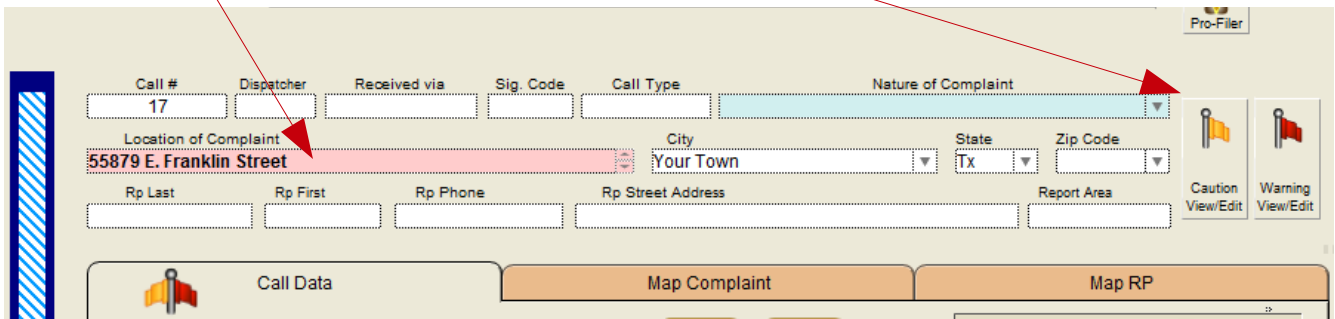 Pro-Filer
Call # Dispatcher Received via Sig. Code Call Type Nature of Complaint
17
Location of Complaint City State Zip Code
55879 E. Franklin Street Your Town Tx
Rp Last Rp First Rp Phone Rp Street Address Report Area
Caution View/Edit
Warning View/Edit
Call Data Map Complaint Map RP